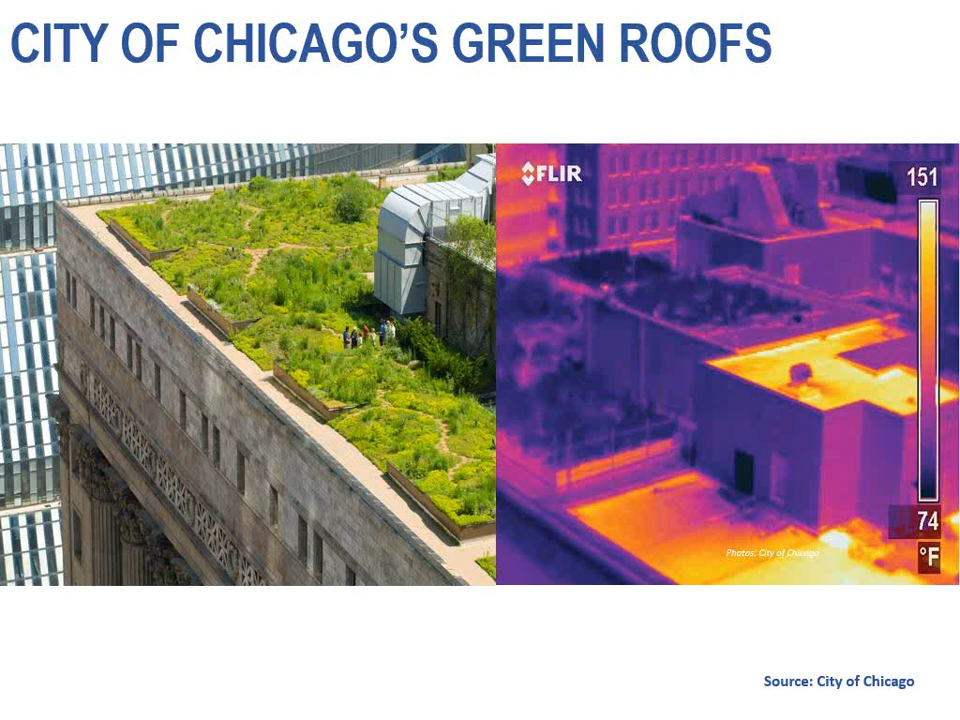 CITY OF CHICAGO’S GREEN ROOFS
FLIR
151
74
°F
Photos: City of Chicago
Source: City of Chicago